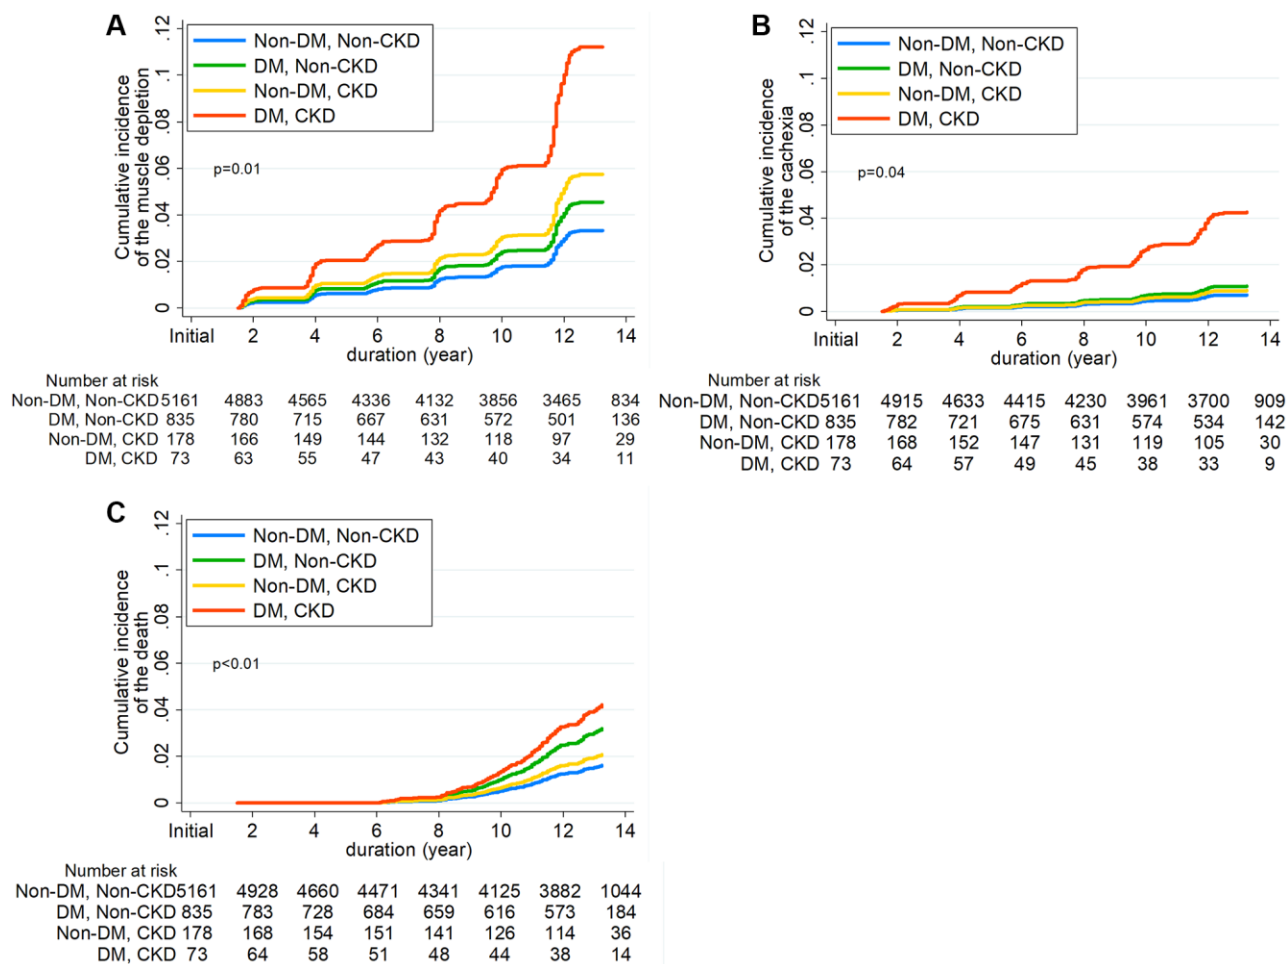 A
Cumulative incidence
of the muscle depletion
.12
.1
.08
.06
.04
.02
0
Non-DM, Non-CKD
DM, Non-CKD
Non-DM, CKD
DM, CKD
p=0.01
Initial 2 4 6 8 10 12 14
duration (year)
Number at risk
Non-DM, Non-CKD 5161 4883 4565 4336 4132 3856 3465 834
DM, Non-CKD 835 780 715 667 631 572 501 136
Non-DM, CKD 178 166 149 144 132 118 97 29
DM, CKD 73 63 55 47 43 40 34 11
B
Cumulative incidence
of the cachexia
.12
.1
.08
.06
.04
.02
0
Non-DM, Non-CKD
DM, Non-CKD
Non-DM, CKD
DM, CKD
p=0.04
Initial 2 4 6 8 10 12 14
duration (year)
Number at risk
Non-DM, Non-CKD 5161 4915 4633 4415 4230 3961 3700 909
DM, Non-CKD 835 782 721 675 631 574 534 142
Non-DM, CKD 178 168 152 147 131 119 105 30
DM, CKD 73 64 57 49 45 38 33 9
C
Cumulative incidence
of the death
.12
.1
.08
.06
.04
.02
0
Non-DM, Non-CKD
DM, Non-CKD
Non-DM, CKD
DM, CKD
p<0.01
Initial 2 4 6 8 10 12 14
duration (year)
Number at risk
Non-DM, Non-CKD 5161 4928 4660 4471 4341 4125 3882 1044
DM, Non-CKD 835 783 728 684 659 616 573 184
Non-DM, CKD 178 168 154 151 141 126 114 36
DM, CKD 73 64 58 51 48 44 38 14